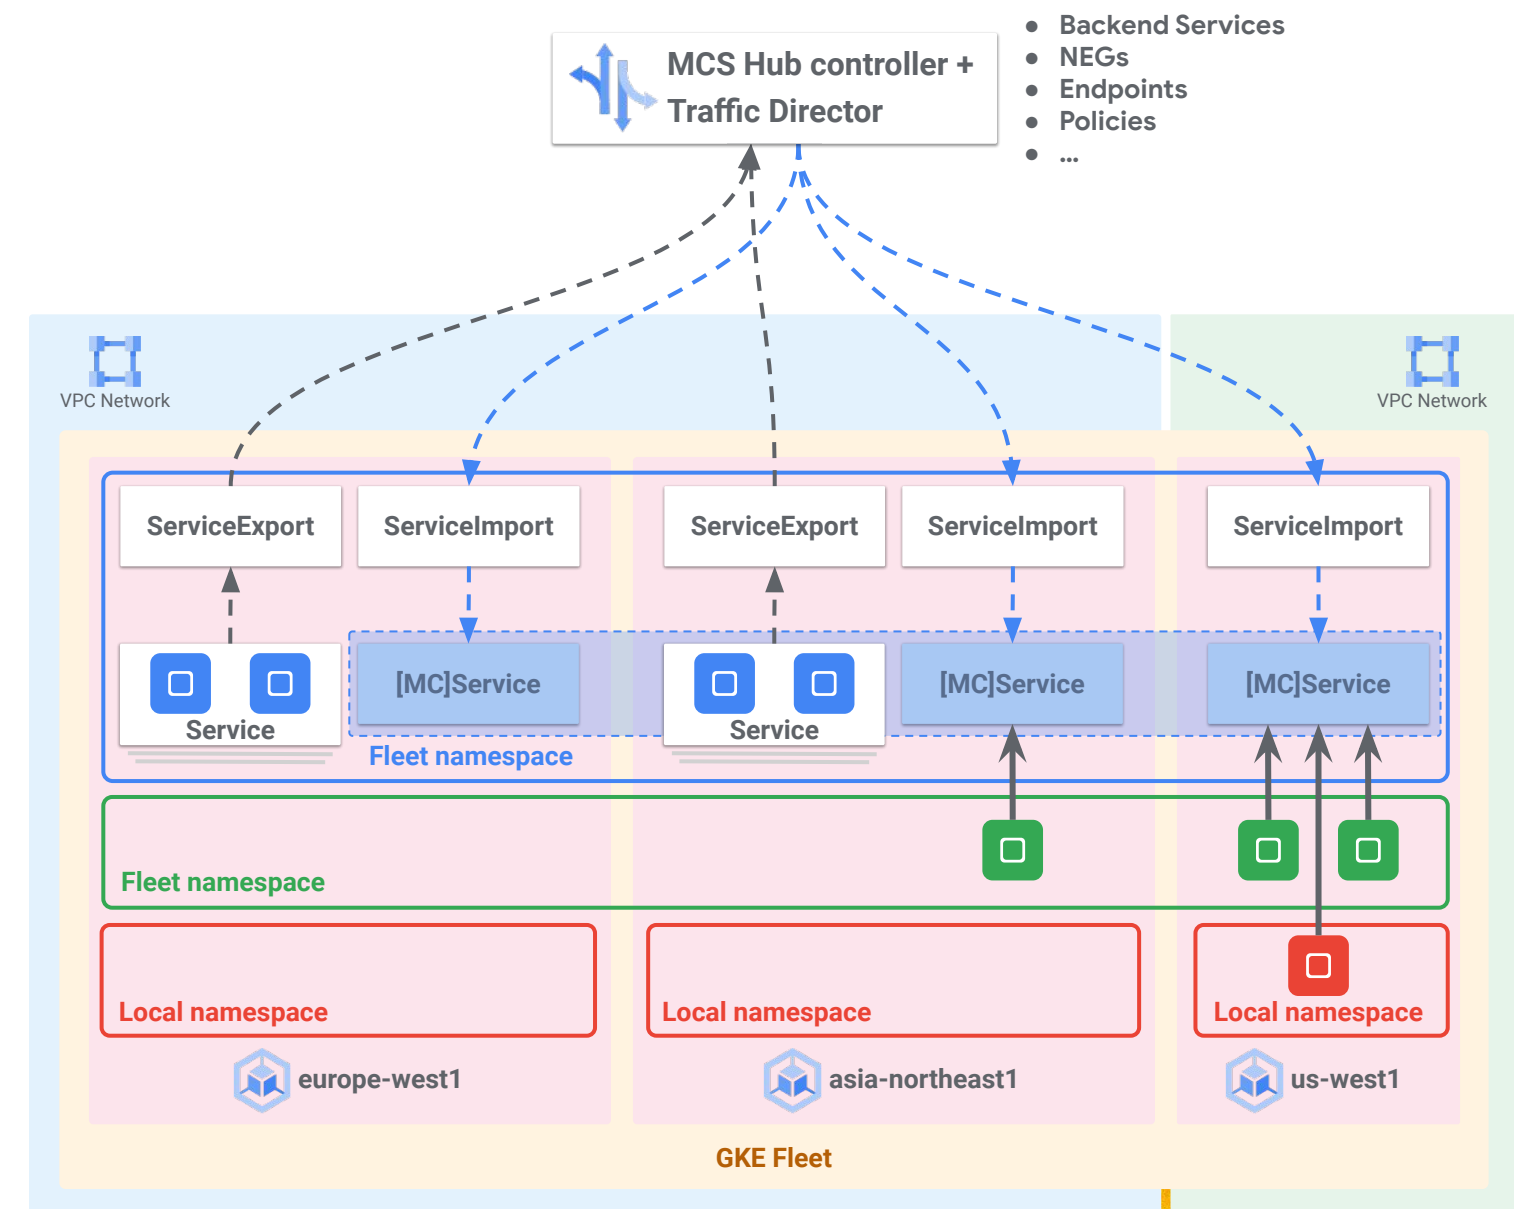 MCS Hub controller +
Traffic Director
Backend Services
NEGs
Endpoints
Policies
...
VPC Network
VPC Network
ServiceExport
ServiceImport
ServiceExport
ServiceImport
ServiceImport
Service
[MC]Service
Service
[MC]Service
[MC]Service
Fleet namespace
Fleet namespace
Local namespace
Local namespace
Local namespace
europe-west1
asia-northeast1
us-west1
GKE Fleet